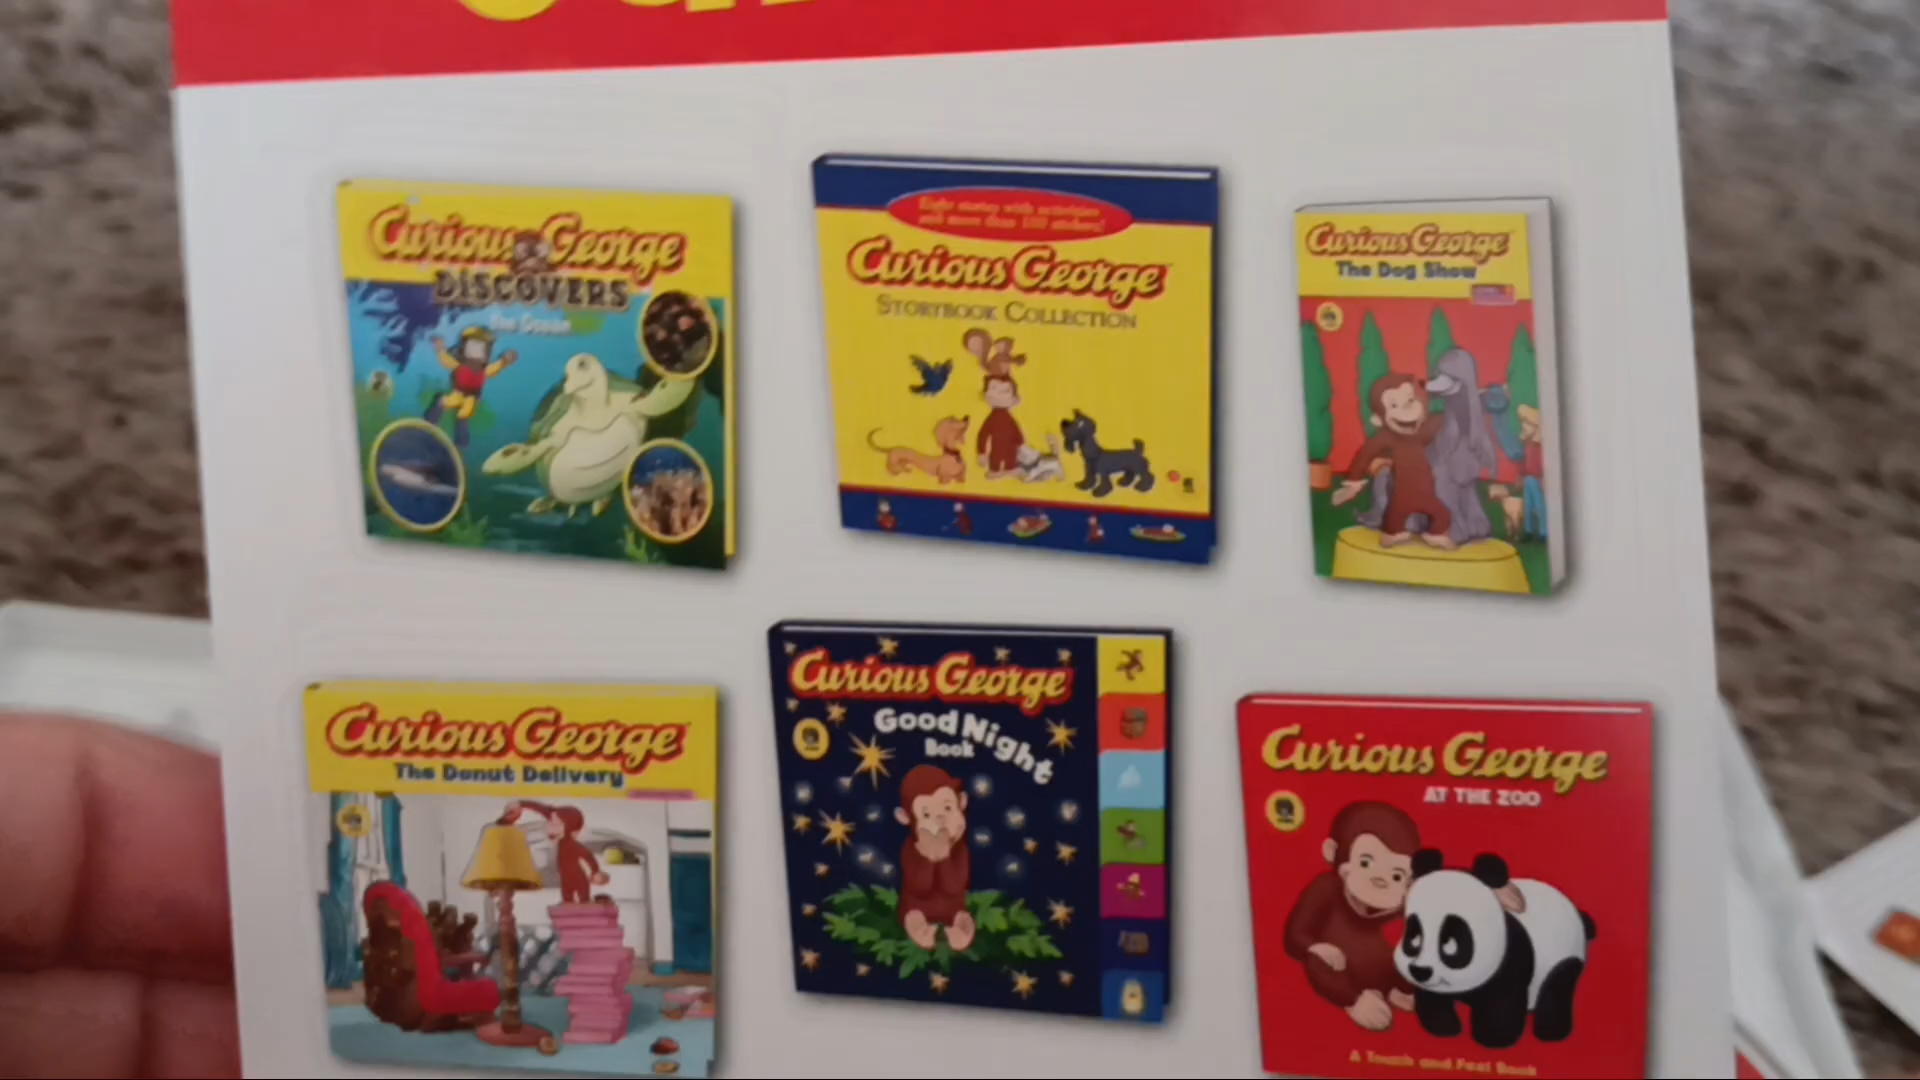 Curious George
DISCOVERS
The Ocean
Eight stories with activities
and more than 100 stickers!
Curious George
STORYBOOK COLLECTION
Curious George
The Dog Show
Curious George
The Donut Delivery
Curious George
Good Night
Book
Curious George
AT THE ZOO
A Touch and Feel Book